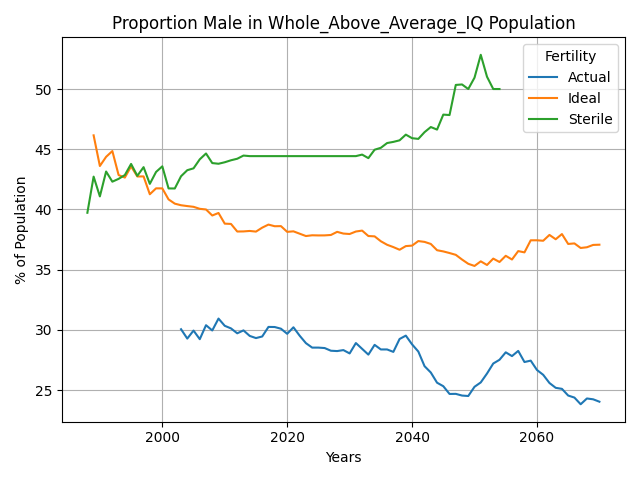 Proportion Male in Whole_Above_Average_IQ Population
Fertility
Actual
Ideal
Sterile
% of Population
50
45
40
35
30
25
2000
2020
2040
2060
Years